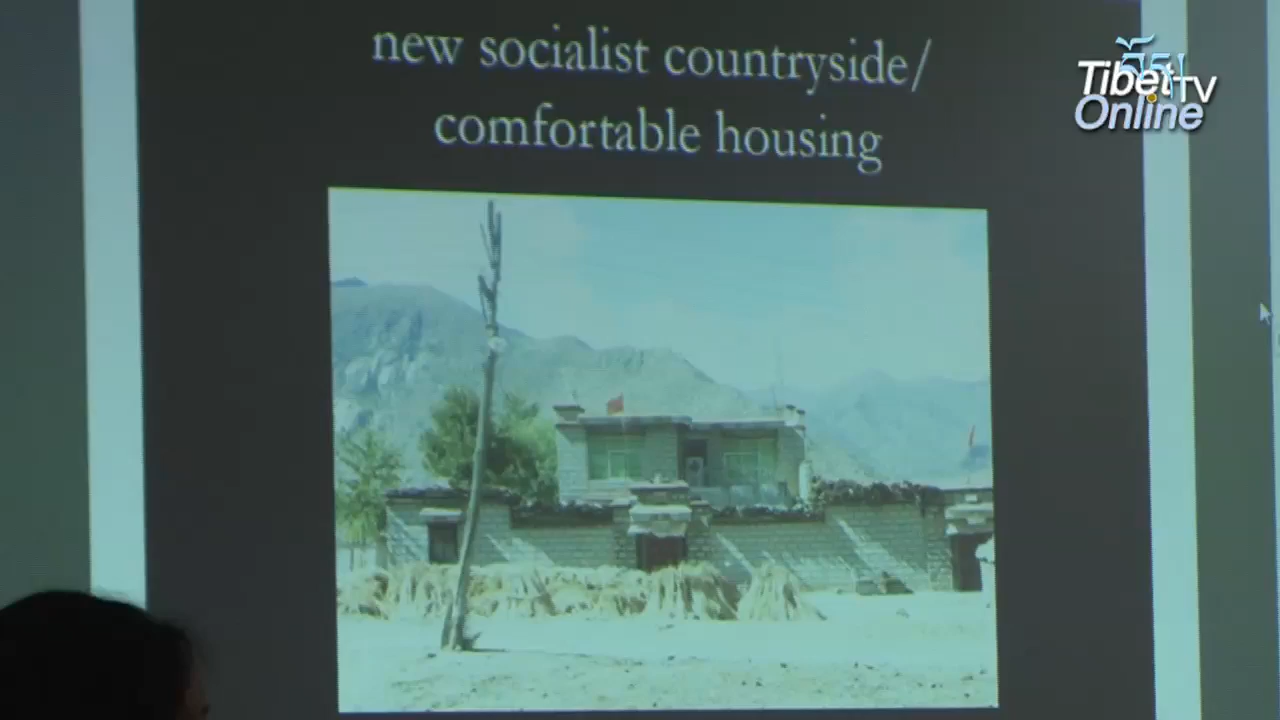 new socialist countryside/
comfortable housing
Tibet TV
Online